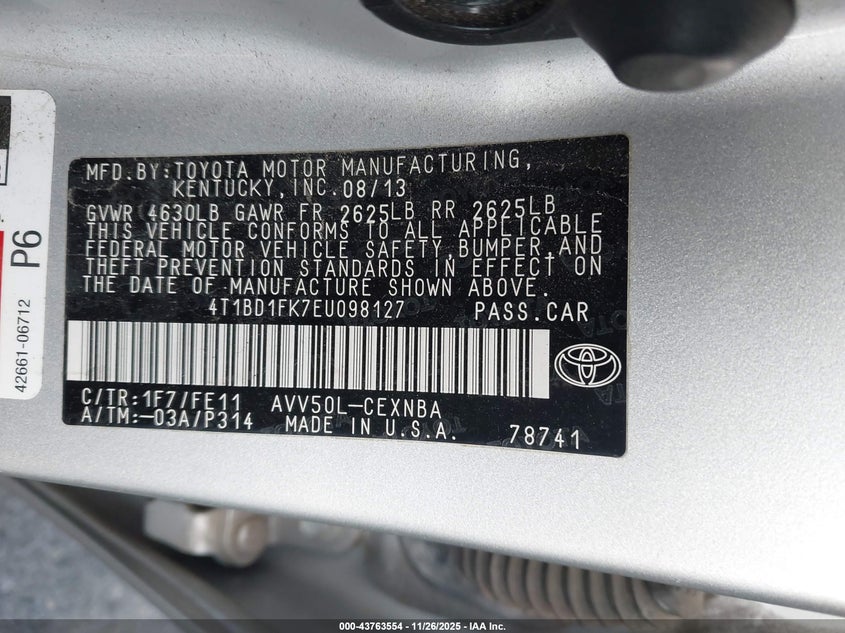 MFD.BY:TOYOTA MOTOR MANUFACTURING,
KENTUCKY,INC.08/13
GVWR 4630LB GAWR FR 2625LB RR 2625LB
THIS VEHICLE CONFORMS TO ALL APPLICABLE
FEDERAL MOTOR VEHICLE SAFETY,BUMPER,AND
THEFT PREVENTION STANDARDS IN EFFECT ON
THE DATE OF MANUFACTURE SHOWN ABOVE.
4T1BD1FK7EU098127 PASS.CAR
C/TR:1F7/FE11 AVV50L-CEXNBA
A/TM:-03A/P314 MADE IN U.S.A. 78741
P6
42661-06712
000-43763554 - 11/26/2025 - IAA Inc.